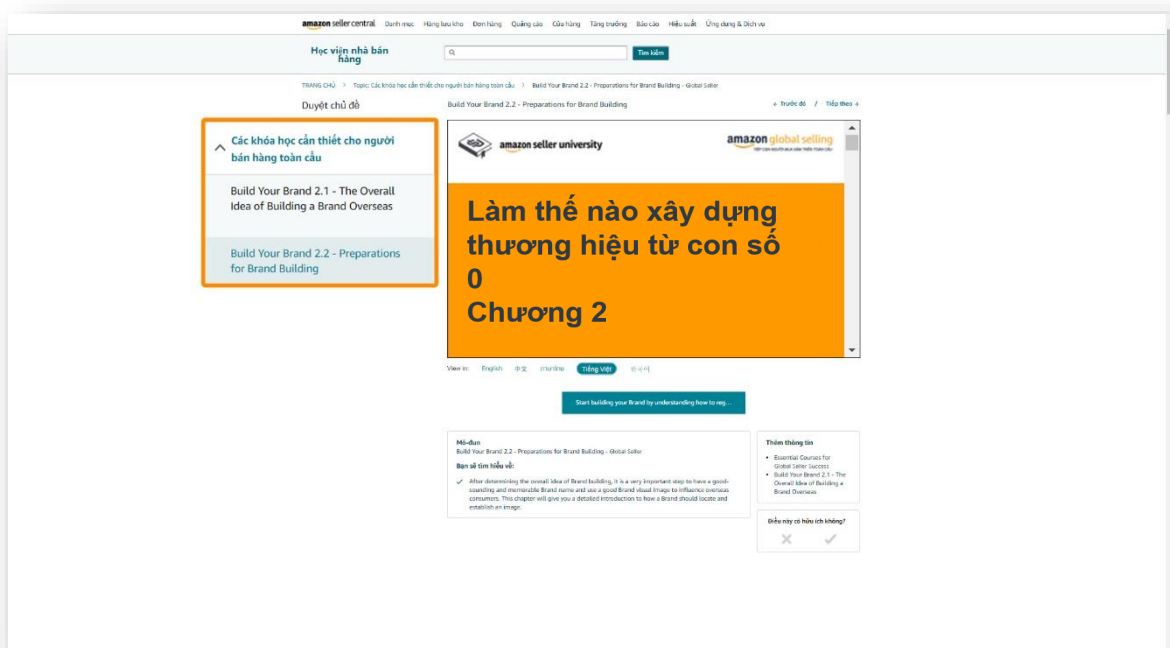 amazon seller central Danh mục Hàng lưu kho Đơn hàng Quảng cáo Cửa hàng Tăng trưởng Báo cáo Hiệu suất Ứng dụng & Dịch vụ
Học viện nhà bán
hàng
Tìm kiếm
TRANG CHỦ > Topic: Các khóa học cần thiết cho người bán hàng toàn cầu > Build Your Brand 2.2 - Preparations for Brand Building - Global Seller
Duyệt chủ đề
Build Your Brand 2.2 - Preparations for Brand Building
← Trước đó / Tiếp theo →
Các khóa học cần thiết cho người
bán hàng toàn cầu
Build Your Brand 2.1 - The Overall
Idea of Building a Brand Overseas
Build Your Brand 2.2 - Preparations
for Brand Building
amazon seller university
amazon global selling
Làm thế nào xây dựng
thương hiệu từ con số
0
Chương 2
View in: English 中文 Tiếng Việt 한국어
Start building your Brand by understanding how to reg...
Mô-đun
Build Your Brand 2.2 - Preparations for Brand Building - Global Seller
Bạn sẽ tìm hiểu về:
✓ After determining the overall idea of Brand building, it is a very important step to have a good-
sounding and memorable Brand name and use a good Brand visual image to influence overseas
consumers. This chapter will give you a detailed introduction to how a Brand should locate and
establish an image.
Thêm thông tin
• Essential Courses for
Global Seller Success
• Build Your Brand 2.1 - The
Overall Idea of Building a
Brand Overseas
Điều này có hữu ích không?